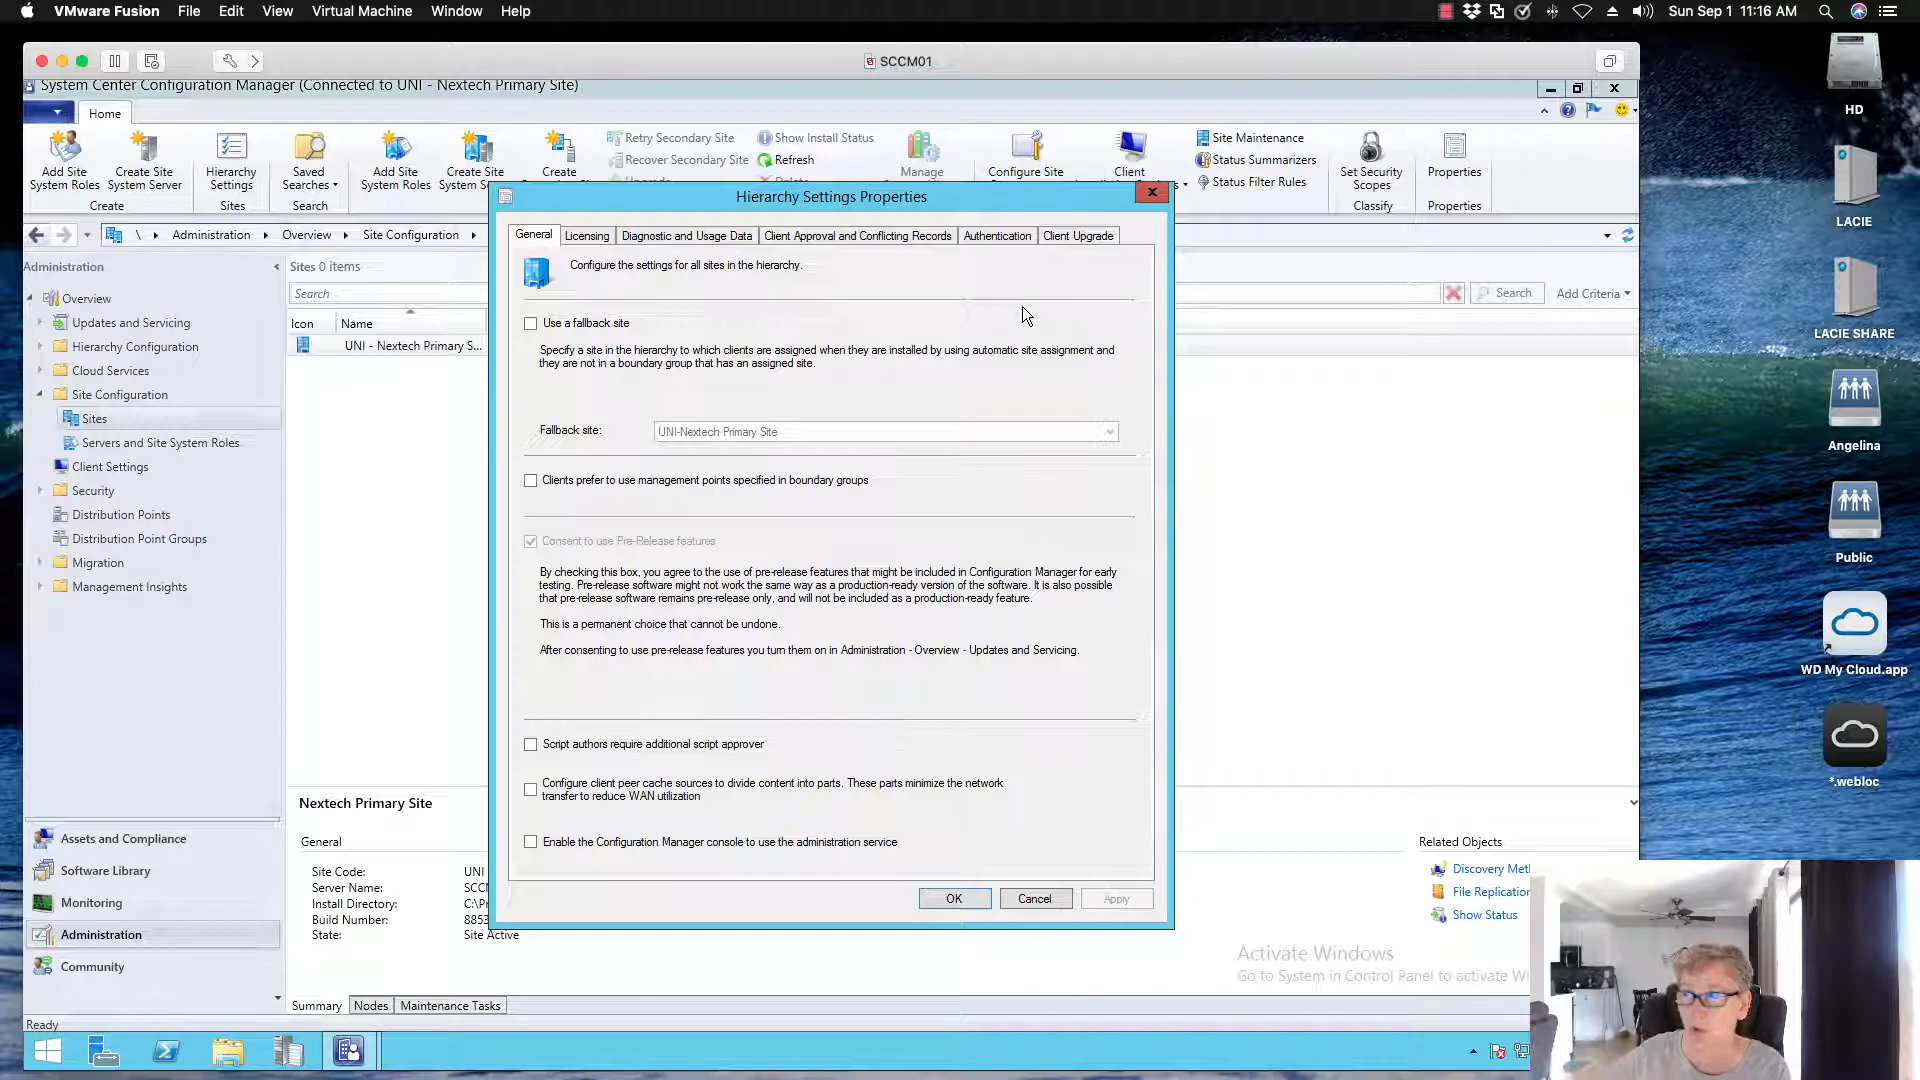 VMware Fusion File Edit View Virtual Machine Window Help
Sun Sep 1 11:16 AM
SCCM01
System Center Configuration Manager (Connected to UNI - Nextech Primary Site)
Home
Add Site System Roles
Create Site System Server
Create
Hierarchy Settings
Sites
Saved Searches
Search
Add Site System Roles
Create Site
Create
Retry Secondary Site
Recover Secondary Site
Show Install Status
Refresh
Manage
Configure Site
Client
Site Maintenance
Status Summarizers
Status Filter Rules
Set Security Scopes
Classify
Properties
Properties
\ Administration Overview Site Configuration
Administration
Overview
Updates and Servicing
Hierarchy Configuration
Cloud Services
Site Configuration
Sites
Servers and Site System Roles
Client Settings
Security
Distribution Points
Distribution Point Groups
Migration
Management Insights
Assets and Compliance
Software Library
Monitoring
Administration
Community
Ready
Sites 0 items
Search
Search
Add Criteria
Icon Name
UNI - Nextech Primary S...
Hierarchy Settings Properties
General Licensing Diagnostic and Usage Data Client Approval and Conflicting Records Authentication Client Upgrade
Configure the settings for all sites in the hierarchy.
Use a fallback site
Specify a site in the hierarchy to which clients are assigned when they are installed by using automatic site assignment and
they are not in a boundary group that has an assigned site.
Fallback site: UNI-Nextech Primary Site
Clients prefer to use management points specified in boundary groups
Consent to use Pre-Release features
By checking this box, you agree to the use of pre-release features that might be included in Configuration Manager for early
testing. Pre-release software might not work the same way as a production-ready version of the software. It is also possible
that pre-release software remains pre-release only, and will not be included as a production-ready feature.
This is a permanent choice that cannot be undone.
After consenting to use pre-release features you turn them on in Administration - Overview - Updates and Servicing.
Script authors require additional script approver
Configure client peer cache sources to divide content into parts. These parts minimize the network
transfer to reduce WAN utilization
Enable the Configuration Manager console to use the administration service
OK Cancel Apply
Nextech Primary Site
General
Site Code: UNI
Server Name: SCC
Install Directory: C:\P
Build Number: 8853
State: Site Active
Related Objects
Discovery Met
File Replication
Show Status
Activate Windows
Go to System in Control Panel to activate Wi
Summary Nodes Maintenance Tasks
HD
LACIE
LACIE SHARE
Angelina
Public
WD My Cloud.app
*.webloc